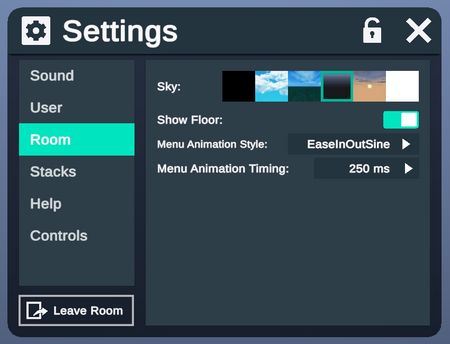 Settings
Sound
User
Room
Stacks
Help
Controls
Leave Room
Sky:
Show Floor:
Menu Animation Style: EaseInOutSine
Menu Animation Timing: 250 ms